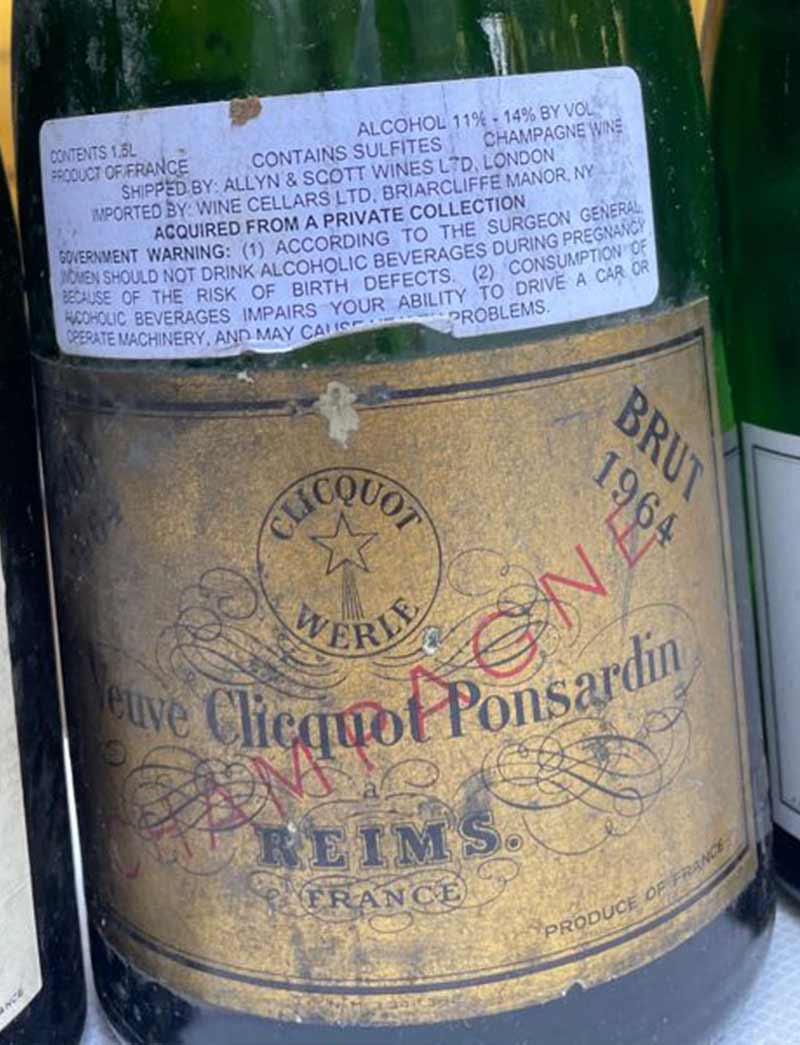 ALCOHOL 11% - 14% BY VOL
CONTENTS 1.5L CONTAINS SULFITES CHAMPAGNE WINE
PRODUCT OF FRANCE
SHIPPED BY: ALLYN & SCOTT WINES LTD, LONDON
IMPORTED BY: WINE CELLARS LTD, BRIARCLIFFE MANOR, NY
ACQUIRED FROM A PRIVATE COLLECTION
GOVERNMENT WARNING: (1) ACCORDING TO THE SURGEON GENERAL,
WOMEN SHOULD NOT DRINK ALCOHOLIC BEVERAGES DURING PREGNANCY
BECAUSE OF THE RISK OF BIRTH DEFECTS. (2) CONSUMPTION OF
ALCOHOLIC BEVERAGES IMPAIRS YOUR ABILITY TO DRIVE A CAR OR
OPERATE MACHINERY, AND MAY CAUSE PROBLEMS.
BRUT
1964
CLICQUOT
WERLE
CHAMPAGNE
Veuve Clicquot Ponsardin
à
REIMS.
FRANCE
PRODUCE OF FRANCE